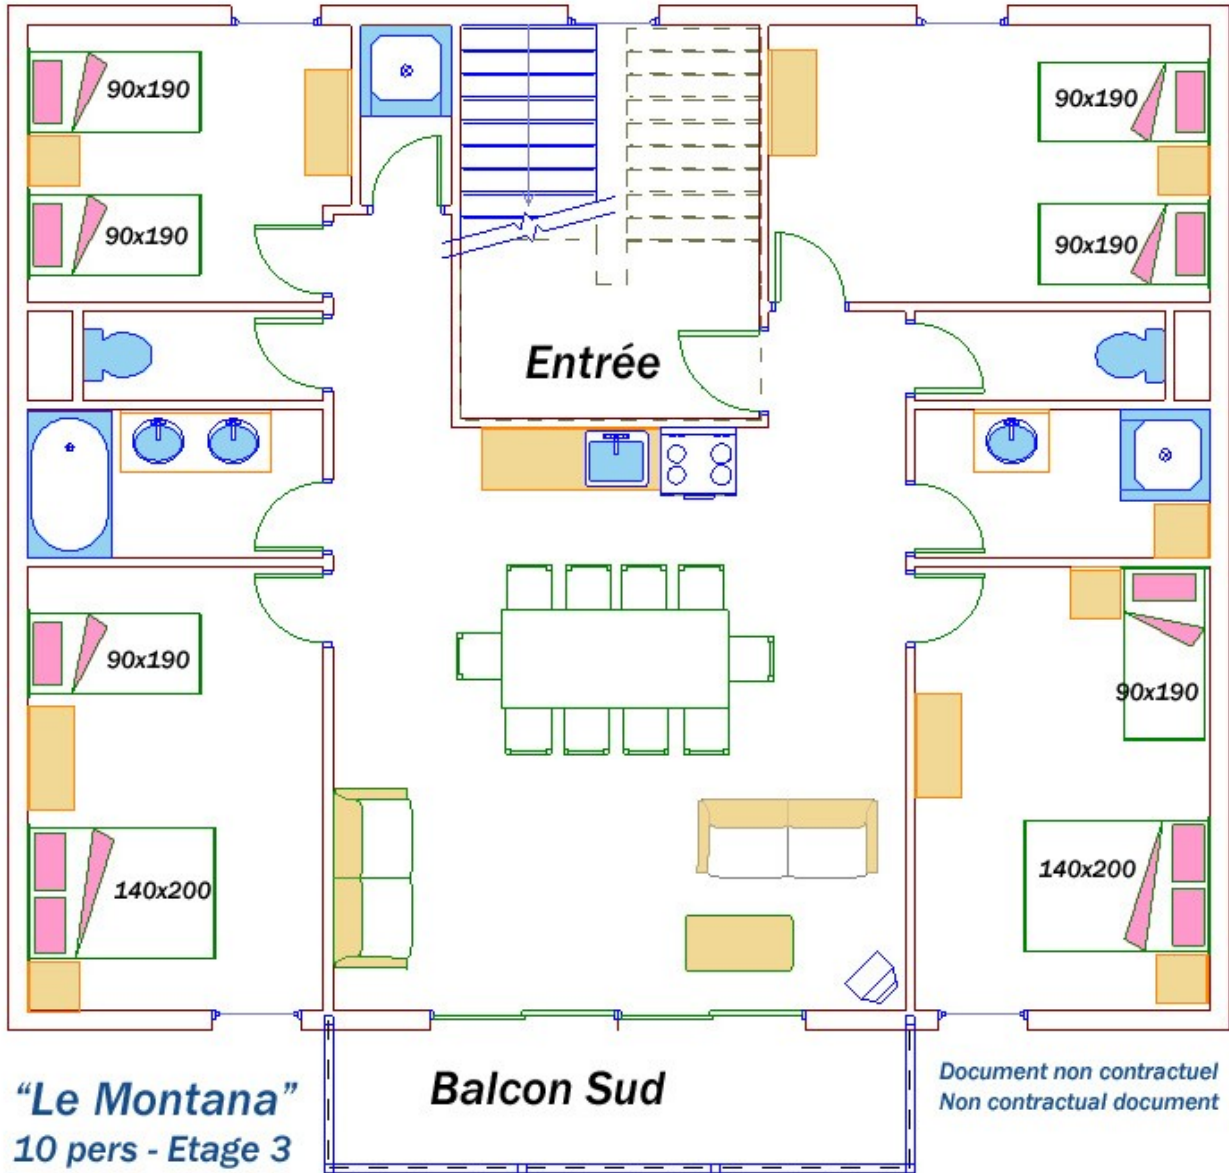 90x190
90x190
90x190
90x190
Entrée
90x190
90x190
140x200
140x200
Balcon Sud
“Le Montana”
10 pers - Etage 3
Document non contractuel
Non contractual document